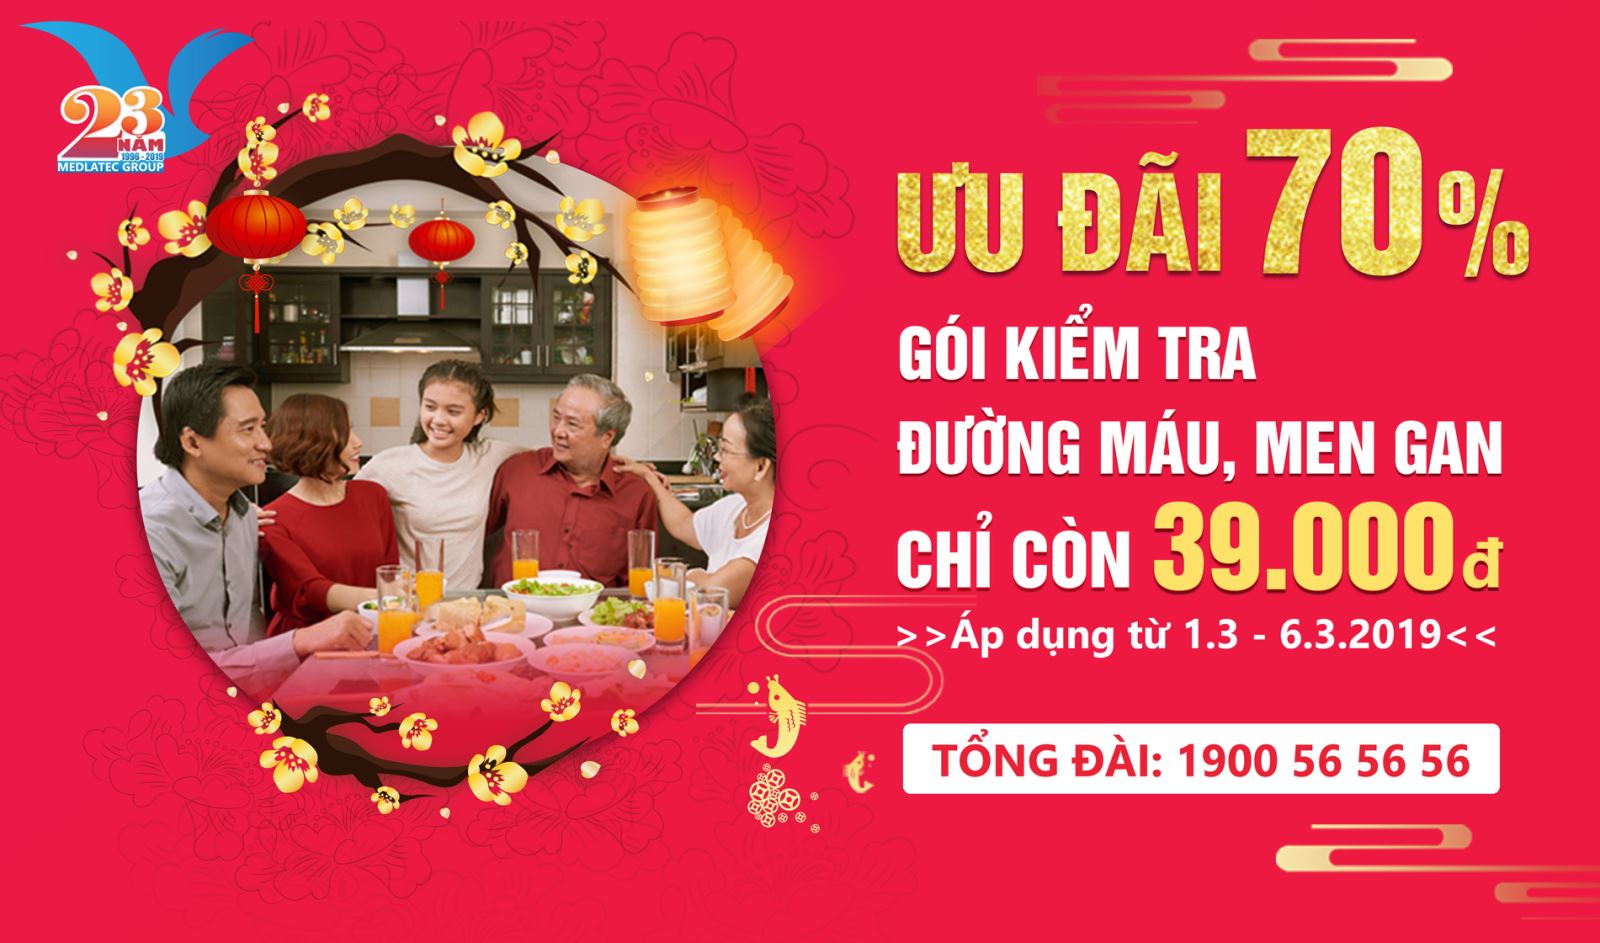 23
NĂM
1996 - 2019
MEDLATEC GROUP
ƯU ĐÃI 70%
GÓI KIỂM TRA
ĐƯỜNG MÁU, MEN GAN
CHỈ CÒN 39.000 đ
>>Áp dụng từ 1.3 - 6.3.2019<<
TỔNG ĐÀI: 1900 56 56 56